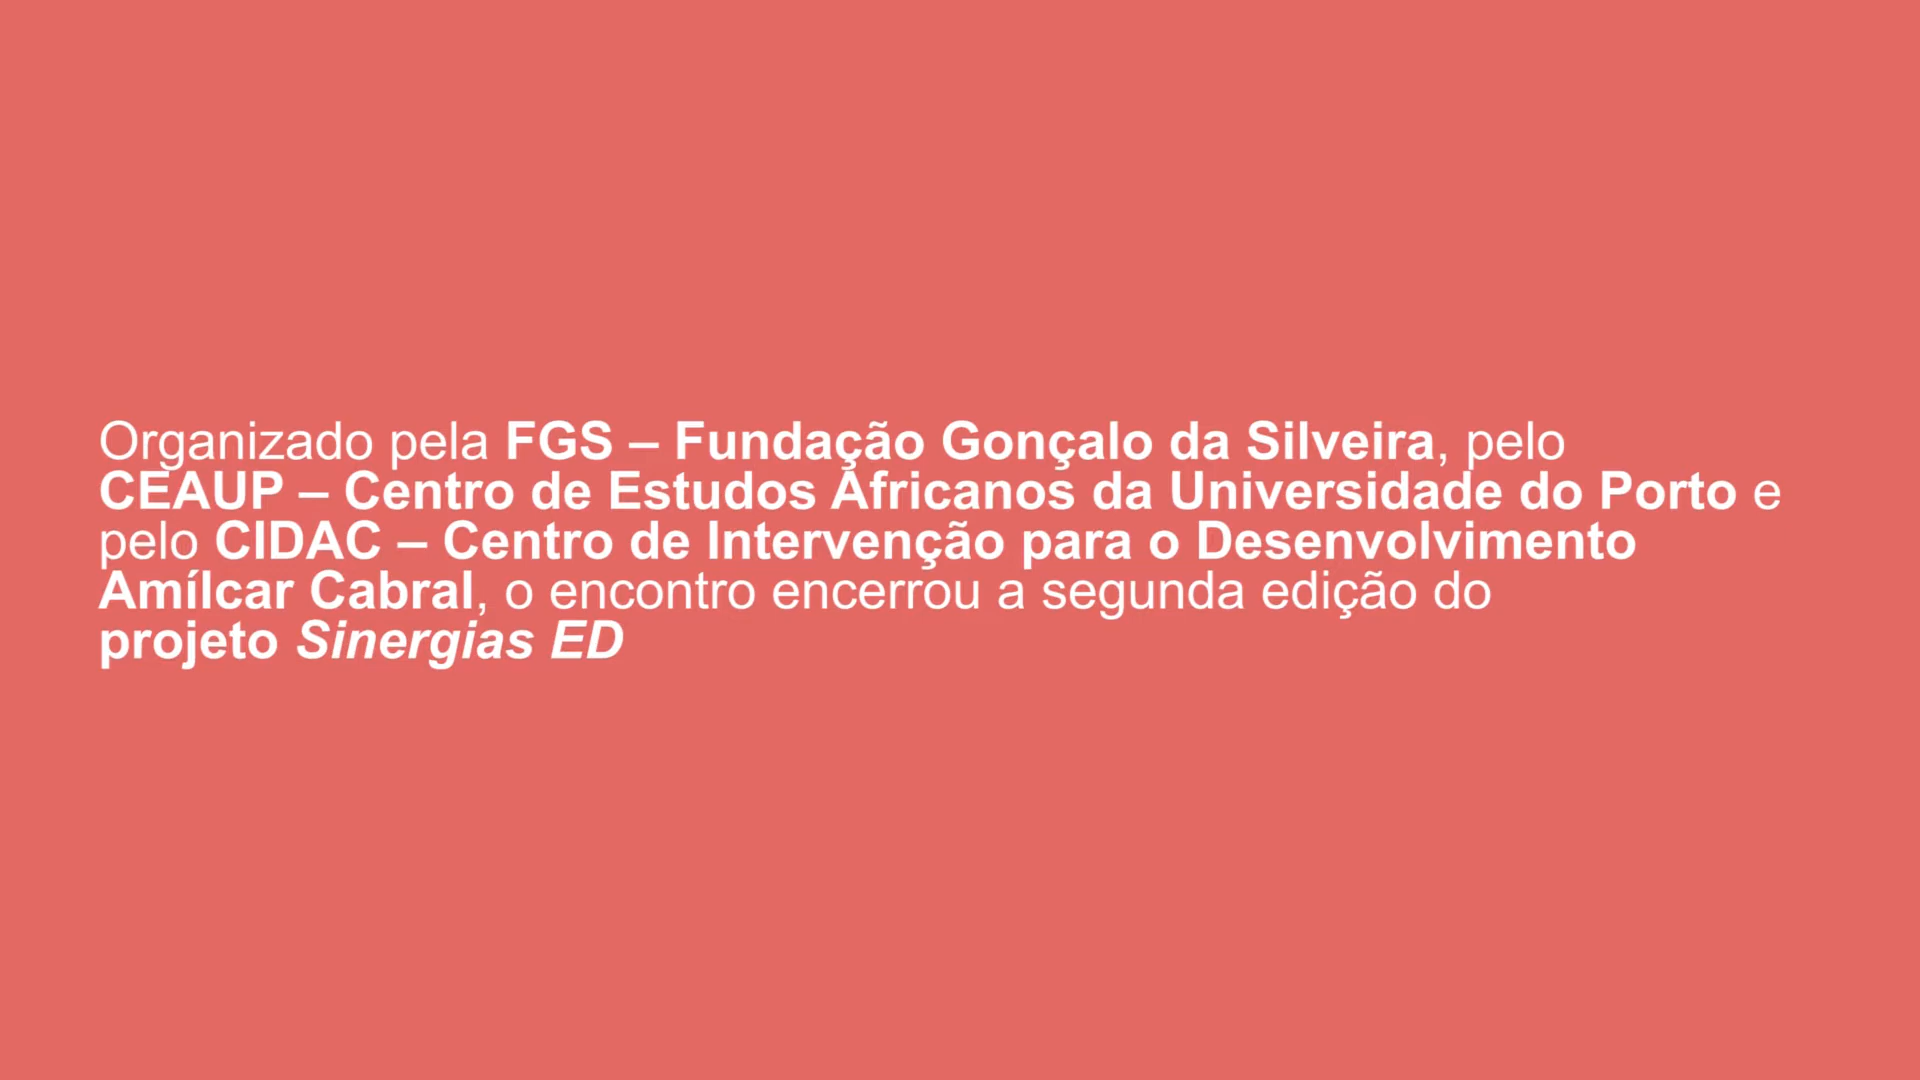 Organizado pela FGS – Fundação Gonçalo da Silveira, pelo
CEAUP – Centro de Estudos Africanos da Universidade do Porto e
pelo CIDAC – Centro de Intervenção para o Desenvolvimento
Amílcar Cabral, o encontro encerrou a segunda edição do
projeto Sinergias ED